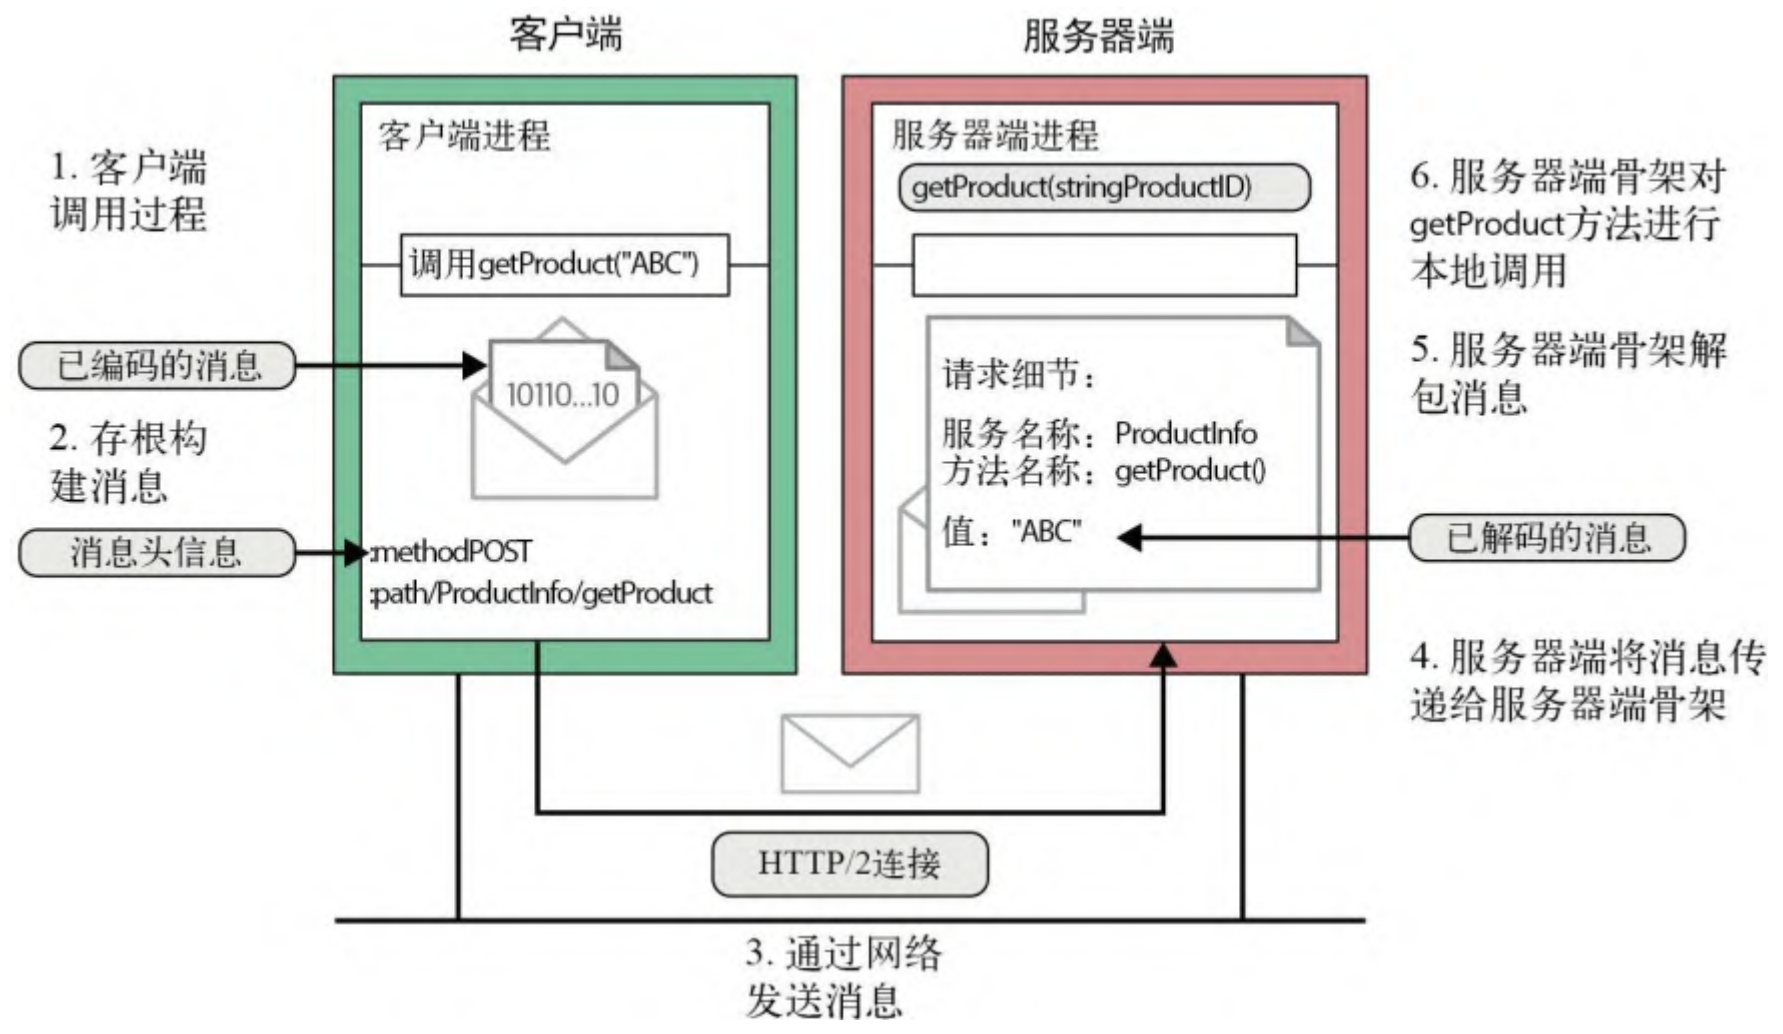 客户端
服务器端
1. 客户端
调用过程
客户端进程
调用getProduct("ABC")
已编码的消息
10110...10
2. 存根构
建消息
消息头信息
:methodPOST
:path/ProductInfo/getProduct
服务器端进程
getProduct(stringProductID)
请求细节：
服务名称：ProductInfo
方法名称：getProduct()
值："ABC"
6. 服务器端骨架对
getProduct方法进行
本地调用
5. 服务器端骨架解
包消息
已解码的消息
4. 服务器端将消息传
递给服务器端骨架
HTTP/2连接
3. 通过网络
发送消息